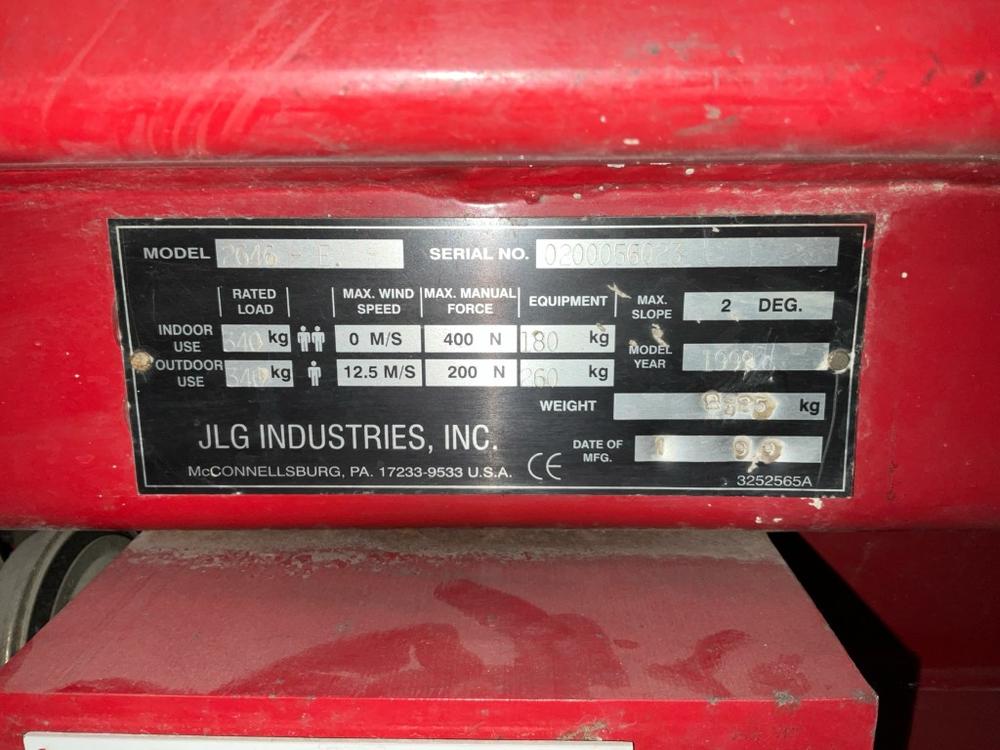 MODEL 2646 - E.
SERIAL NO. 0200056023
RATED LOAD MAX. WIND SPEED MAX. MANUAL FORCE EQUIPMENT
MAX. SLOPE 2 DEG.
INDOOR USE 340 kg 0 M/S 400 N 180 kg
OUTDOOR USE 340 kg 12.5 M/S 200 N 260 kg
MODEL YEAR
WEIGHT kg
DATE OF MFG.
JLG INDUSTRIES, INC.
McCONNELLSBURG, PA. 17233-9533 U.S.A. CE
3252565A